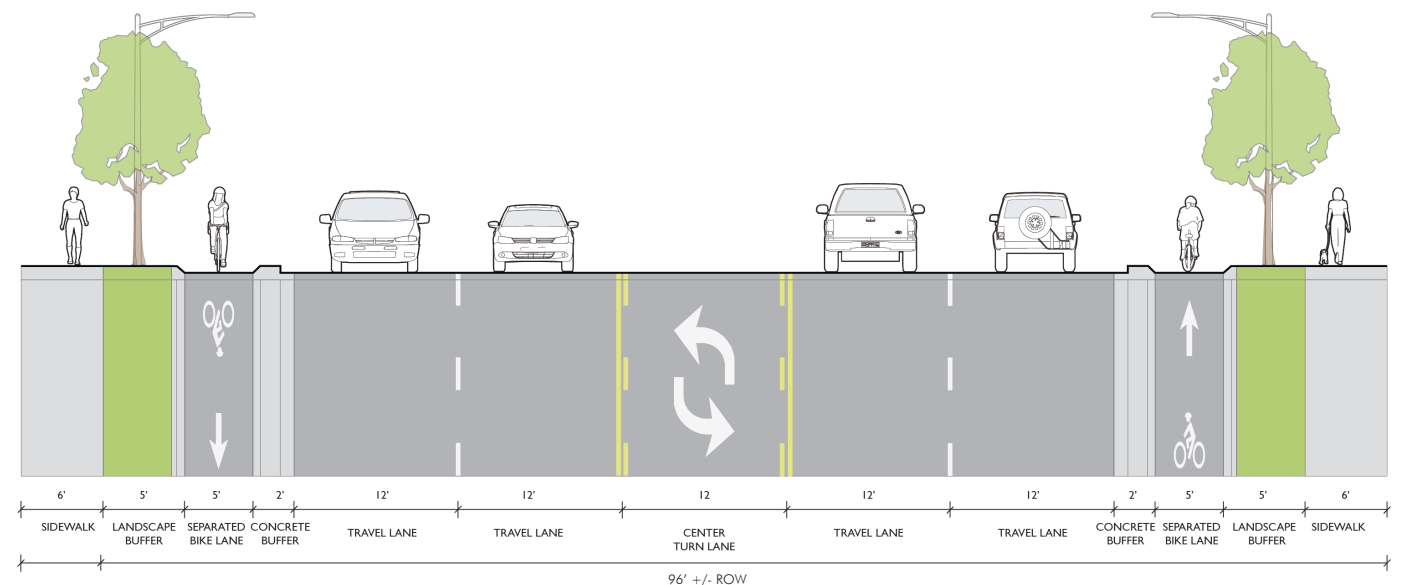 6' 5' 5' 2' 12' 12' 12 12' 12' 2' 5' 5' 6'
SIDEWALK LANDSCAPE SEPARATED CONCRETE TRAVEL LANE TRAVEL LANE CENTER TRAVEL LANE TRAVEL LANE CONCRETE SEPARATED LANDSCAPE SIDEWALK
BUFFER BIKE LANE BUFFER TURN LANE BUFFER BIKE LANE BUFFER
96' +/- ROW